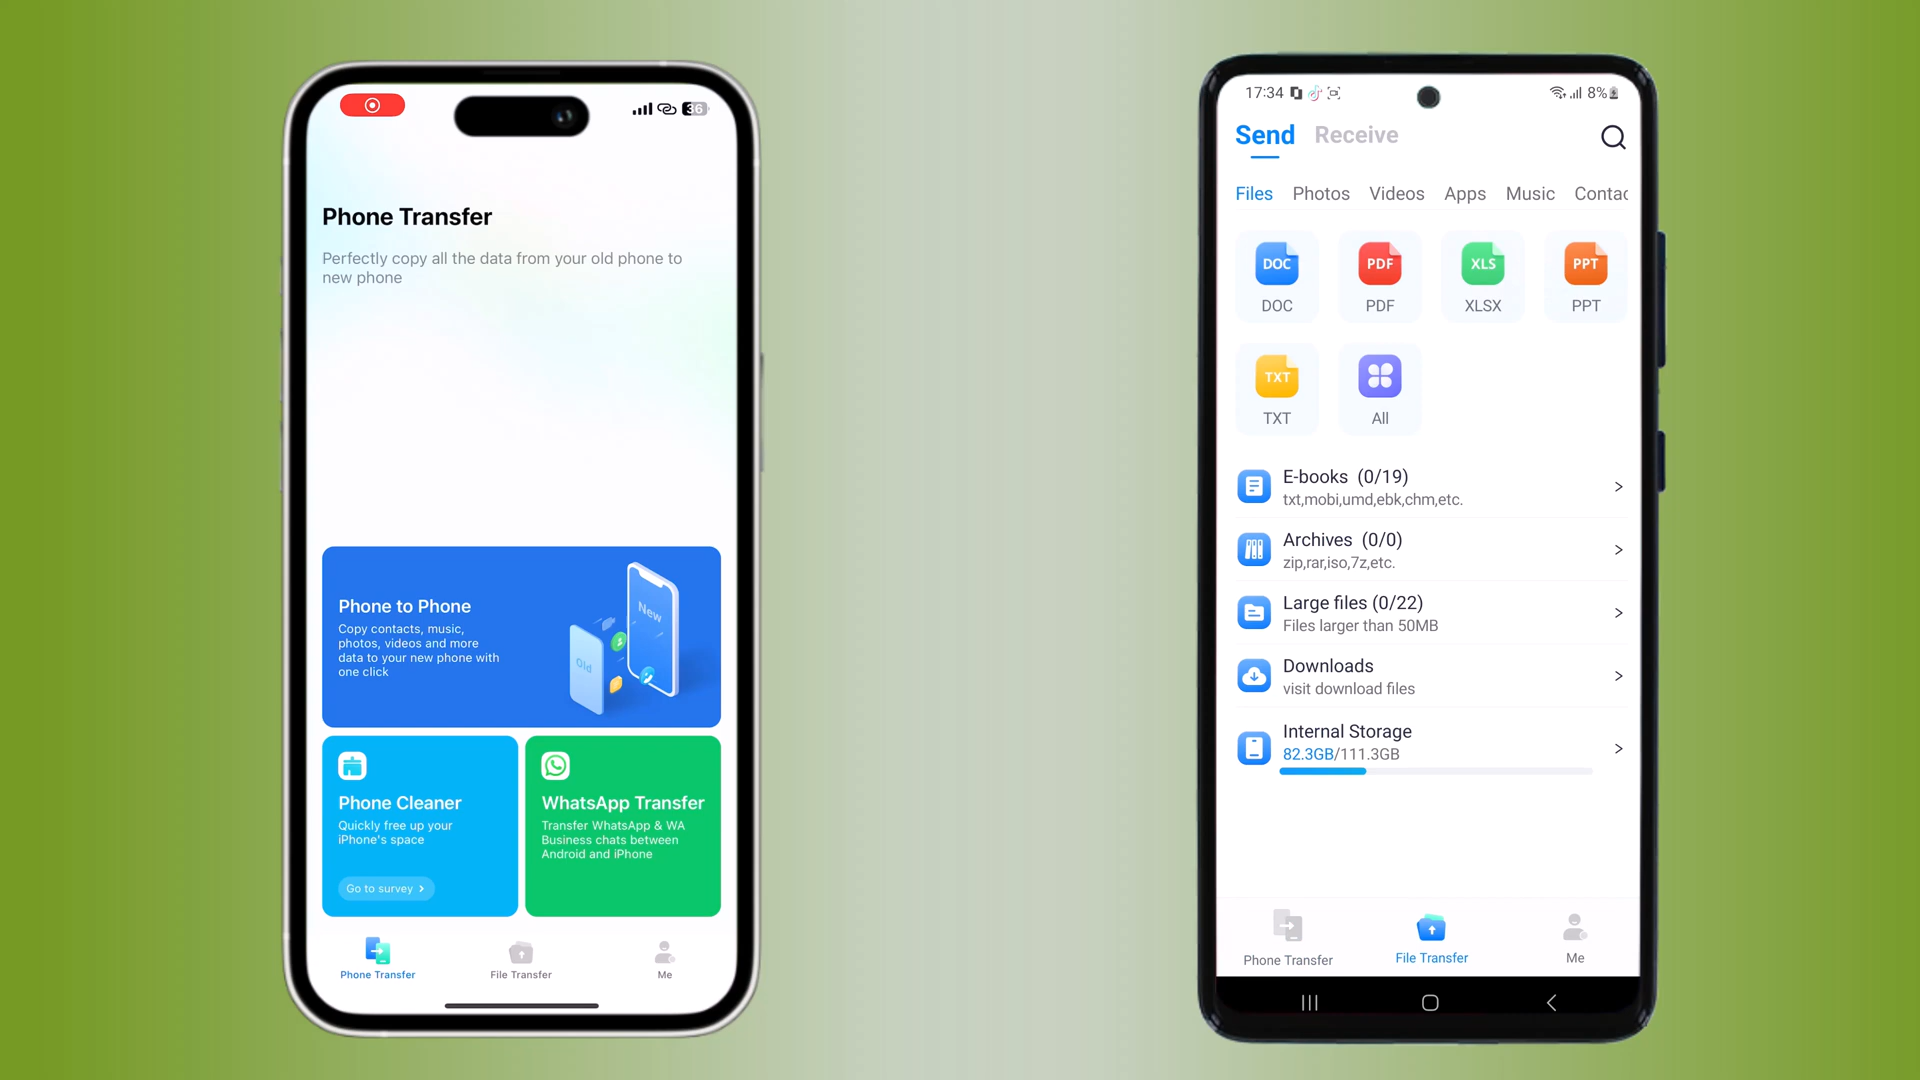 36
Phone Transfer
Perfectly copy all the data from your old phone to
new phone
Phone to Phone
Copy contacts, music,
photos, videos and more
data to your new phone with
one click
New
Old
Phone Cleaner
Quickly free up your
iPhone's space
Go to survey >
WhatsApp Transfer
Transfer WhatsApp & WA
Business chats between
Android and iPhone
Phone Transfer
File Transfer
Me
17:34
8%
Send
Receive
Files
Photos
Videos
Apps
Music
Contac
DOC
PDF
XLS
PPT
DOC
PDF
XLSX
PPT
TXT
TXT
All
E-books (0/19)
txt,mobi,umd,ebk,chm,etc.
Archives (0/0)
zip,rar,iso,7z,etc.
Large files (0/22)
Files larger than 50MB
Downloads
visit download files
Internal Storage
82.3GB/111.3GB
Phone Transfer
File Transfer
Me